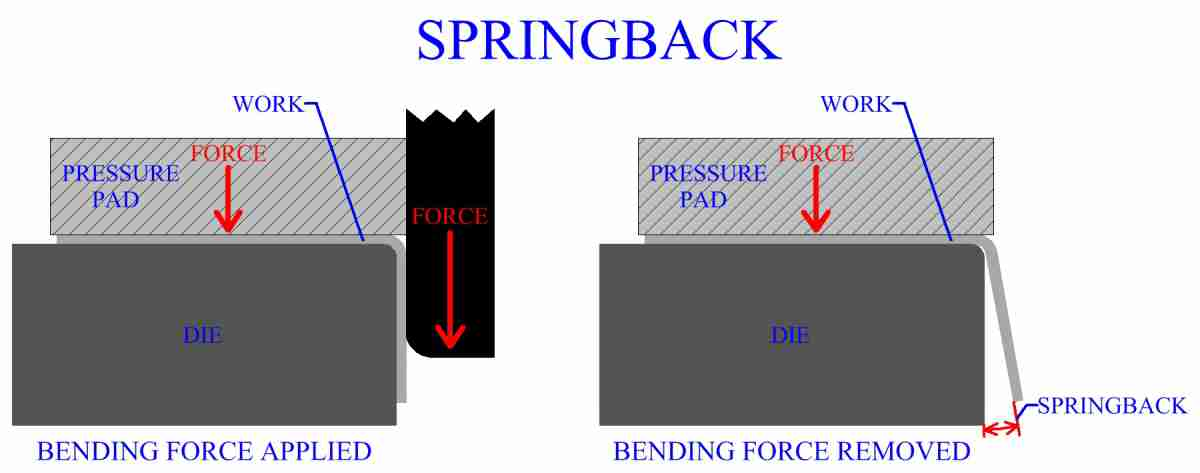 SPRINGBACK
WORK
FORCE
PRESSURE
PAD
FORCE
DIE
BENDING FORCE APPLIED
WORK
FORCE
PRESSURE
PAD
DIE
SPRINGBACK
BENDING FORCE REMOVED